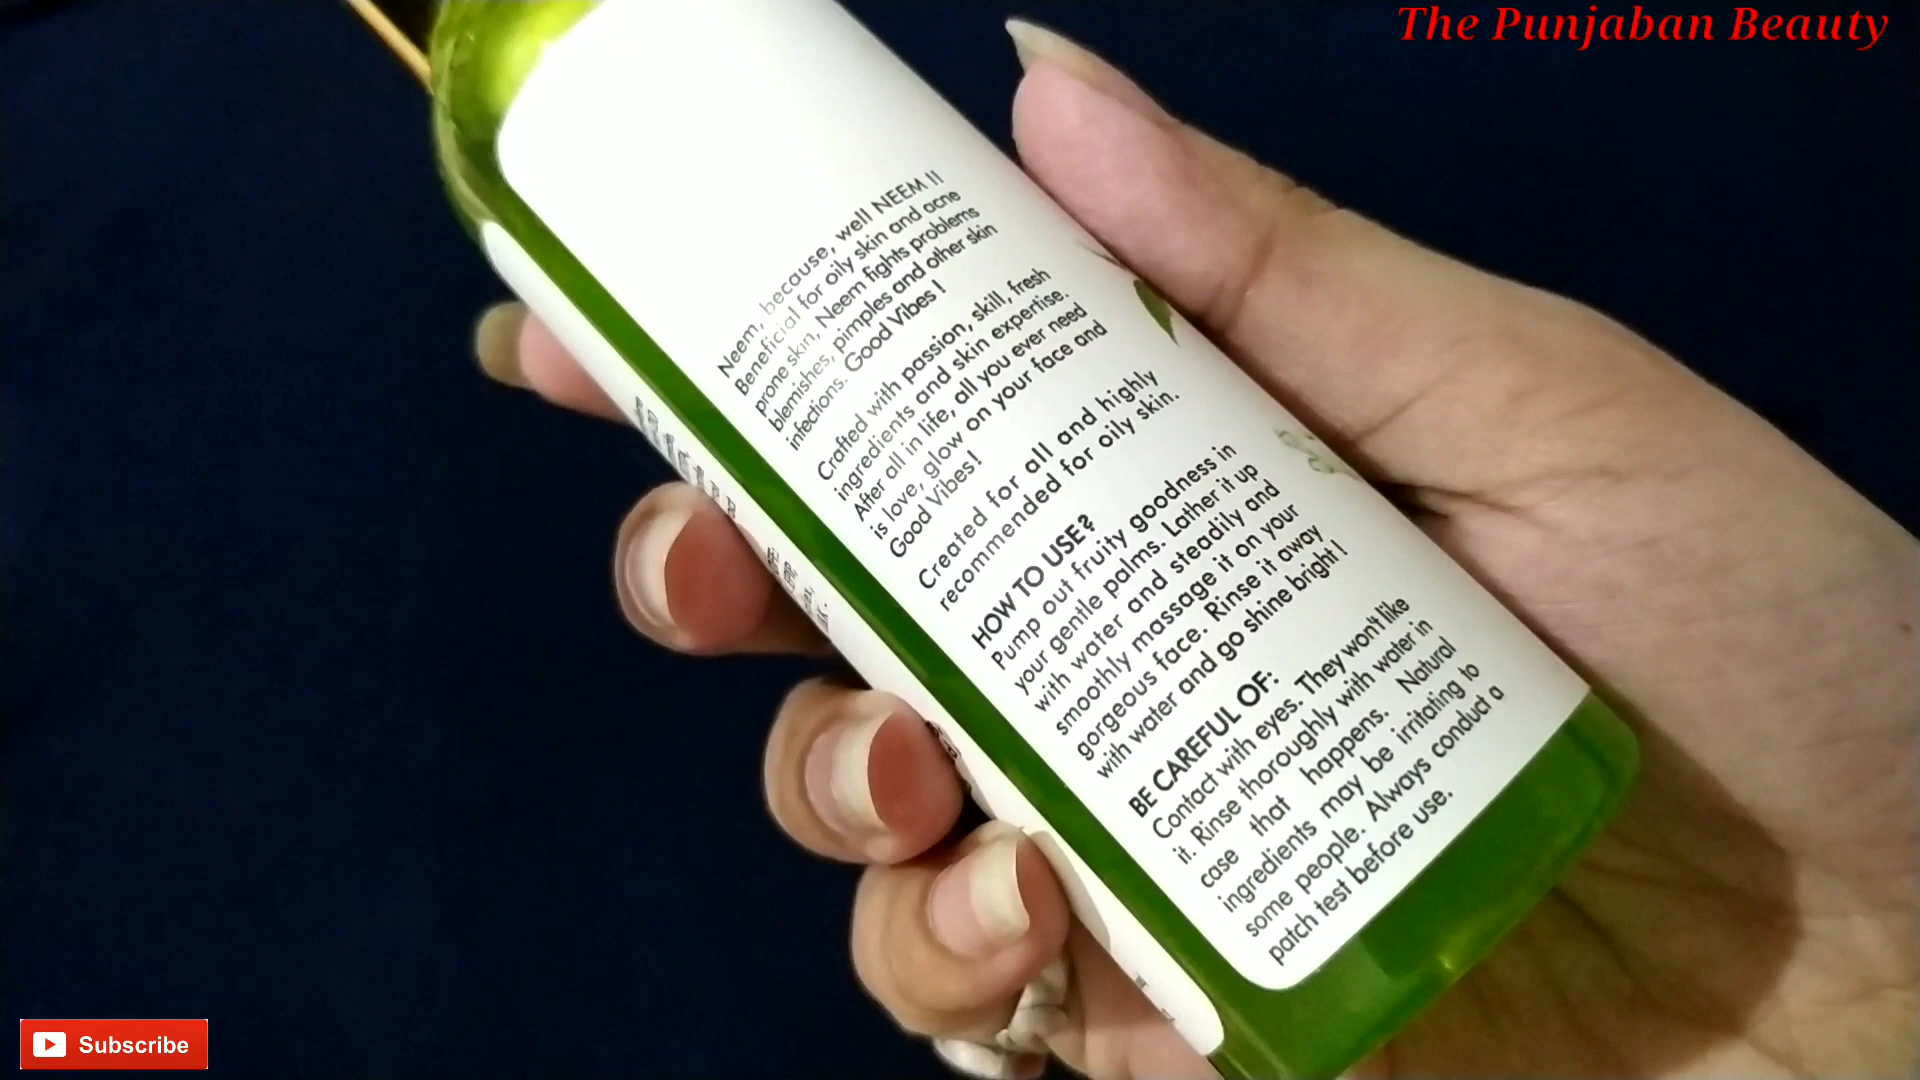 The Punjaban Beauty
Neem, because, well NEEM !!
Beneficial for oily skin and acne
prone skin, Neem fights problems
blemishes, pimples and other skin
infections. Good Vibes !
Crafted with passion, skill, fresh
ingredients and skin expertise.
After all in life, all you ever need
is love, glow on your face and
Good Vibes!
Created for all and highly
recommended for oily skin.
HOW TO USE?
Pump out fruity goodness in
your gentle palms. Lather it up
with water and steadily and
smoothly massage it on your
gorgeous face. Rinse it away
with water and go shine bright !
BE CAREFUL OF:
Contact with eyes. They won't like
it. Rinse thoroughly with water in
case that happens. Natural
ingredients may be irritating to
some people. Always conduct a
patch test before use.
Subscribe